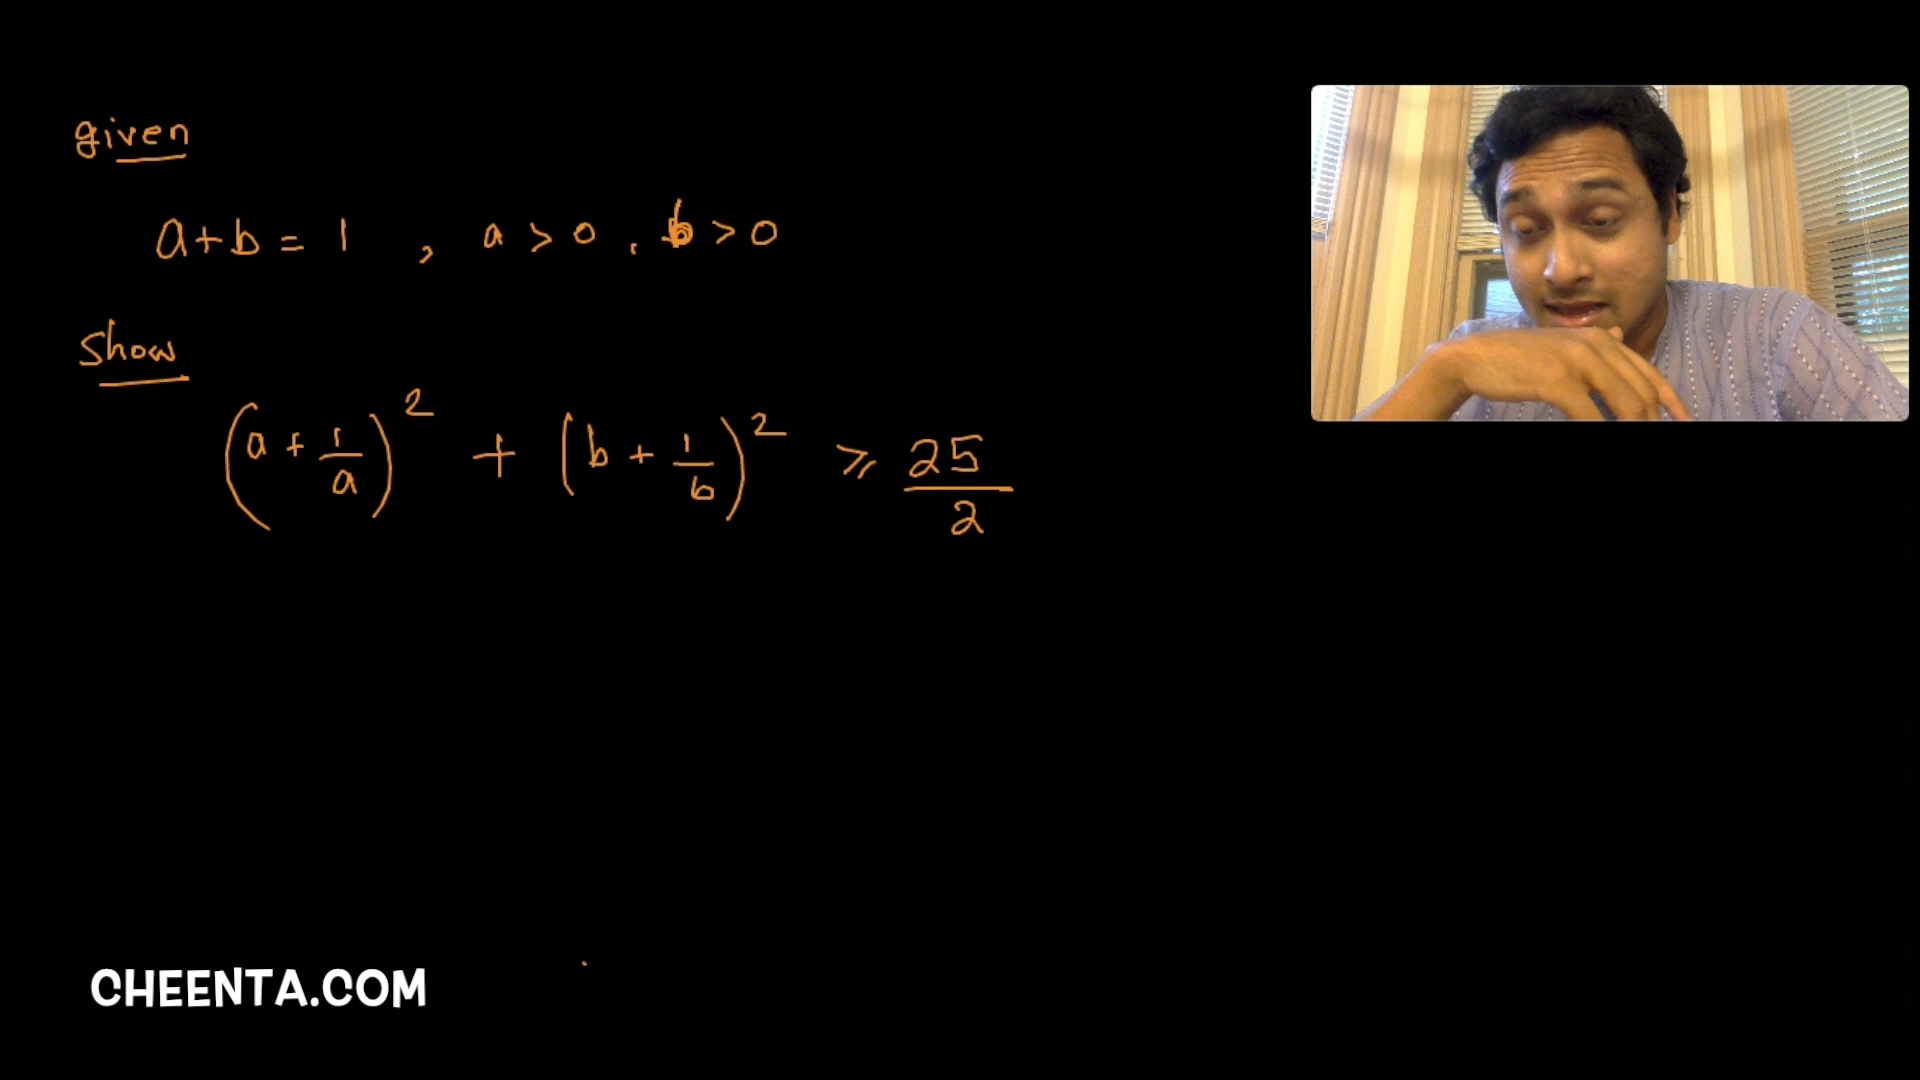 given
a + b = 1 , a > 0 , b > 0
Show
(a + 1/a)^2 + (b + 1/b)^2 ≥ 25/2
CHEENTA.COM